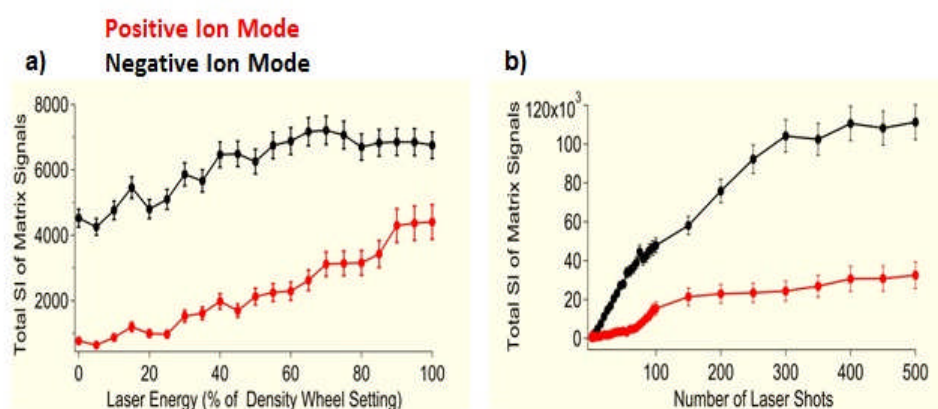 Positive Ion Mode
Negative Ion Mode
a)
Total SI of Matrix Signals
8000
6000
4000
2000
0 20 40 60 80 100
Laser Energy (% of Density Wheel Setting)
b)
Total SI of Matrix Signals
120x10³
100
80
60
40
20
0
100 200 300 400 500
Number of Laser Shots